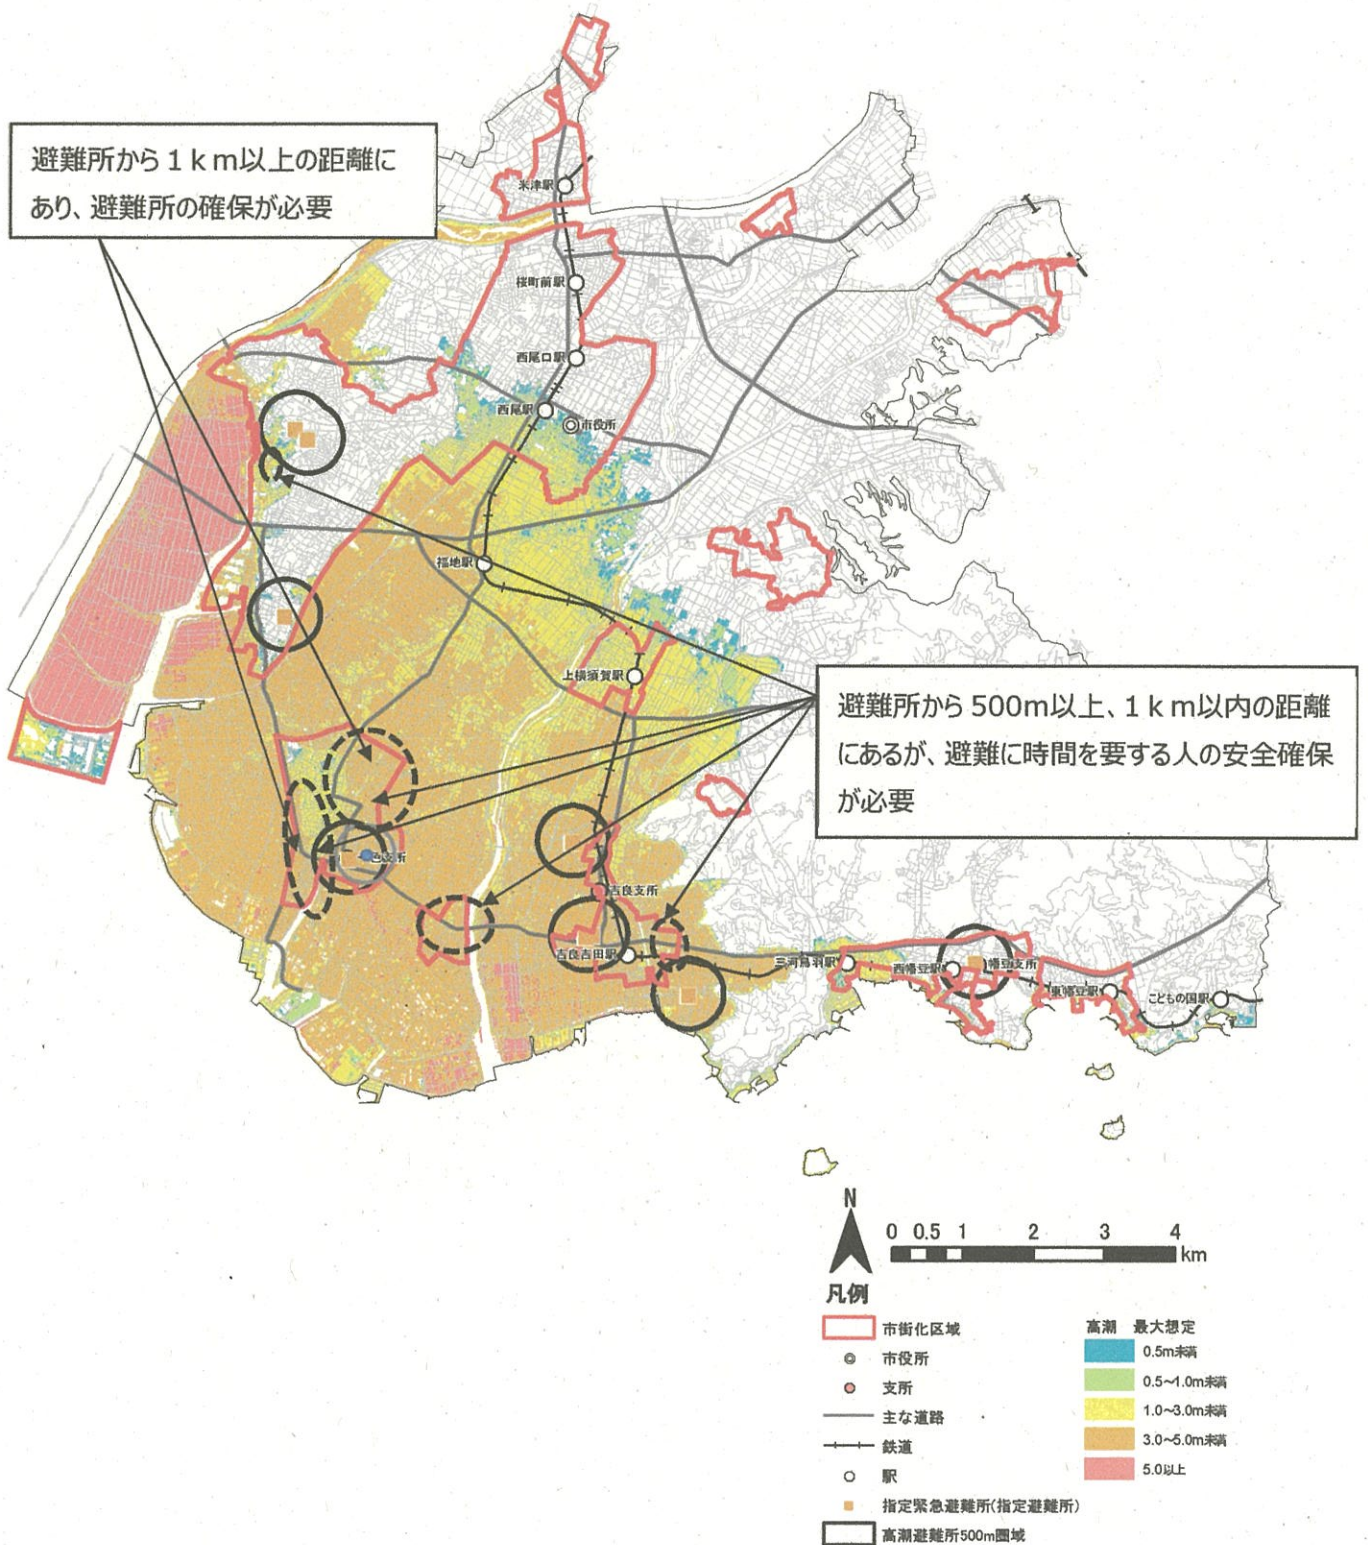 避難所から1km以上の距離に
あり、避難所の確保が必要
米津駅
桜町前駅
西尾口駅
西尾駅
市役所
福地駅
上横須賀駅
避難所から500m以上、1km以内の距離
にあるが、避難に時間を要する人の安全確保
が必要
一色支所
吉良支所
吉良吉田駅
三河鳥羽駅
西幡豆駅
幡豆支所
東幡豆駅
こどもの国駅
N
0 0.5 1 2 3 4
km
凡例
市街化区域
市役所
支所
主な道路
鉄道
駅
指定緊急避難所(指定避難所)
高潮避難所500m圏域
高潮 最大想定
0.5m未満
0.5~1.0m未満
1.0~3.0m未満
3.0~5.0m未満
5.0以上